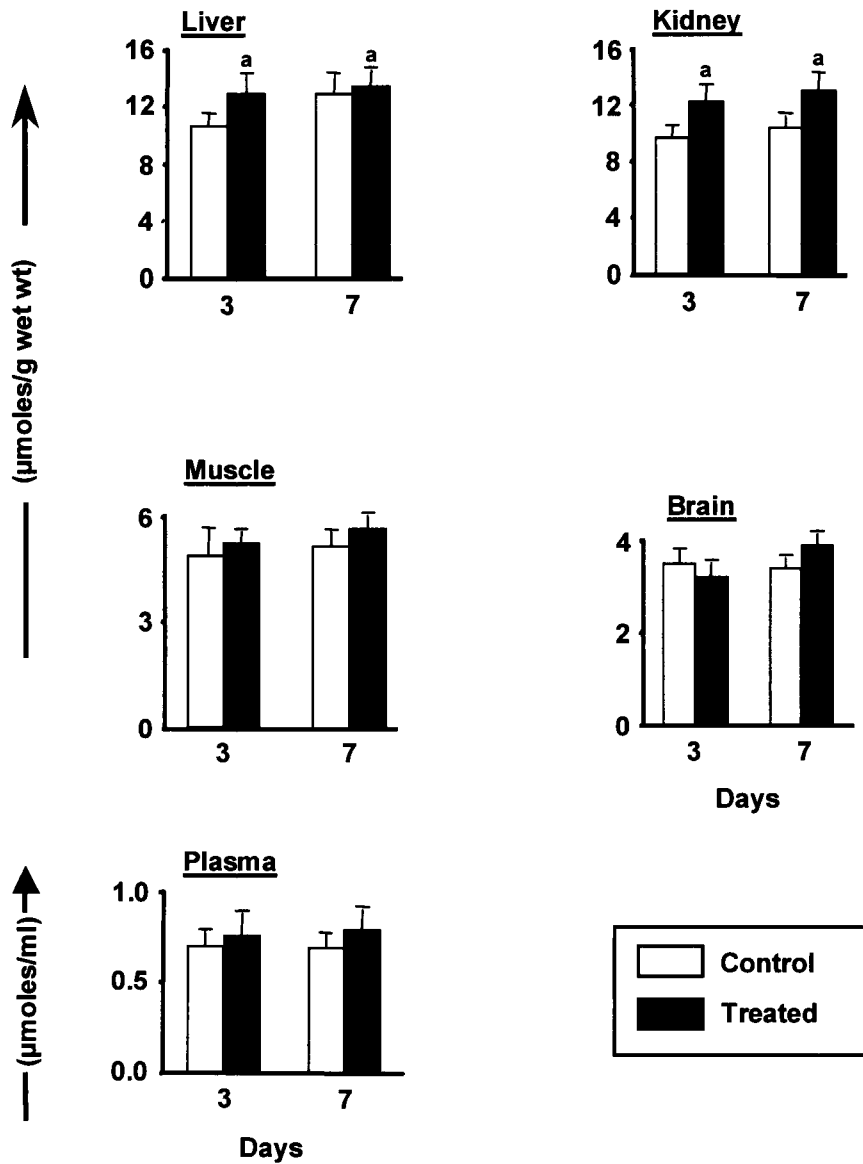 Liver
16
12
8
4
0
a
a
3
7
Kidney
16
12
8
4
0
a
a
3
7
(µmoles/g wet wt)
Muscle
6
3
0
3
7
Brain
4
2
0
3
7
Days
Plasma
1.0
0.5
0.0
3
7
Days
(µmoles/ml)
Control
Treated